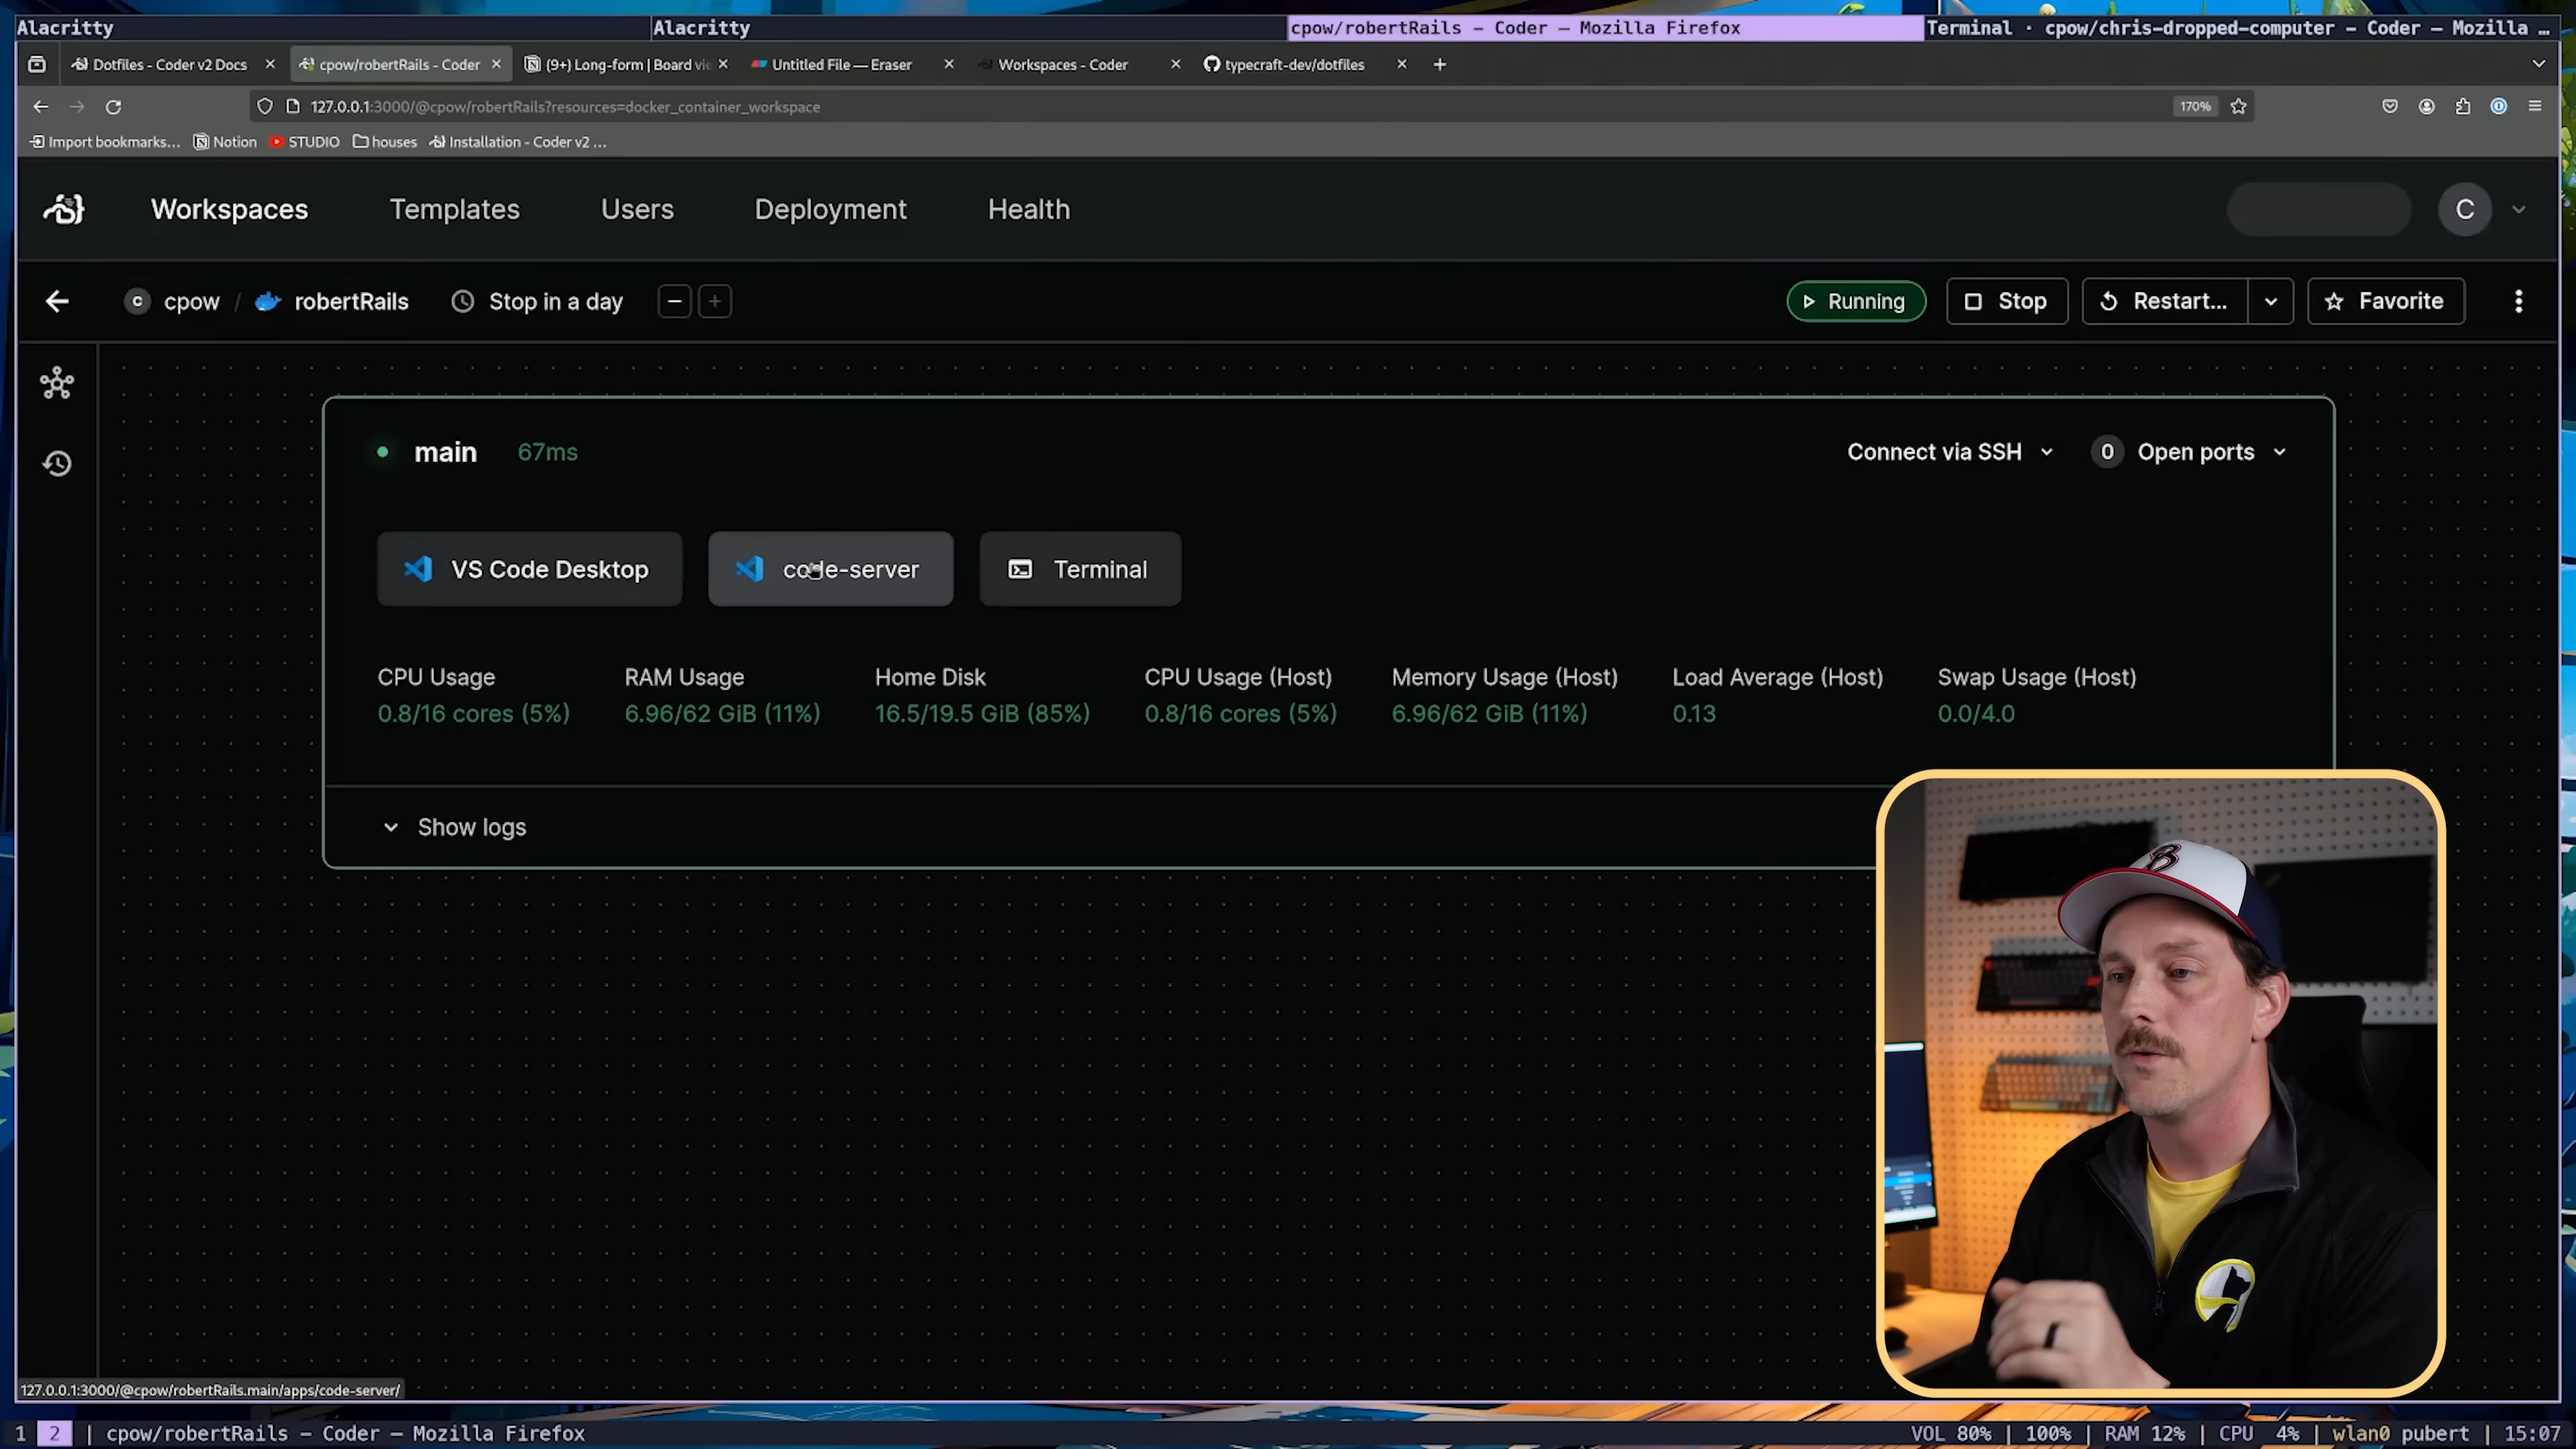 Alacritty
Alacritty
cpow/robertRails — Coder — Mozilla Firefox
Terminal · cpow/chris-dropped-computer — Coder — Mozilla …
Dotfiles - Coder v2 Docs
cpow/robertRails - Coder
(9+) Long-form | Board vie
Untitled File — Eraser
Workspaces - Coder
typecraft-dev/dotfiles
127.0.0.1:3000/@cpow/robertRails?resources=docker_container_workspace
170%
Import bookmarks...
Notion
STUDIO
houses
Installation - Coder v2 ...
Workspaces
Templates
Users
Deployment
Health
C
C cpow / robertRails
Stop in a day
Running
Stop
Restart...
Favorite
main 67ms
Connect via SSH
0 Open ports
VS Code Desktop
code-server
Terminal
CPU Usage
0.8/16 cores (5%)
RAM Usage
6.96/62 GiB (11%)
Home Disk
16.5/19.5 GiB (85%)
CPU Usage (Host)
0.8/16 cores (5%)
Memory Usage (Host)
6.96/62 GiB (11%)
Load Average (Host)
0.13
Swap Usage (Host)
0.0/4.0
Show logs
B
127.0.0.1:3000/@cpow/robertRails.main/apps/code-server/
1 2 | cpow/robertRails — Coder — Mozilla Firefox
VOL 80% | 100% | RAM 12% | CPU 4% | wlan0 pubert | 15:07